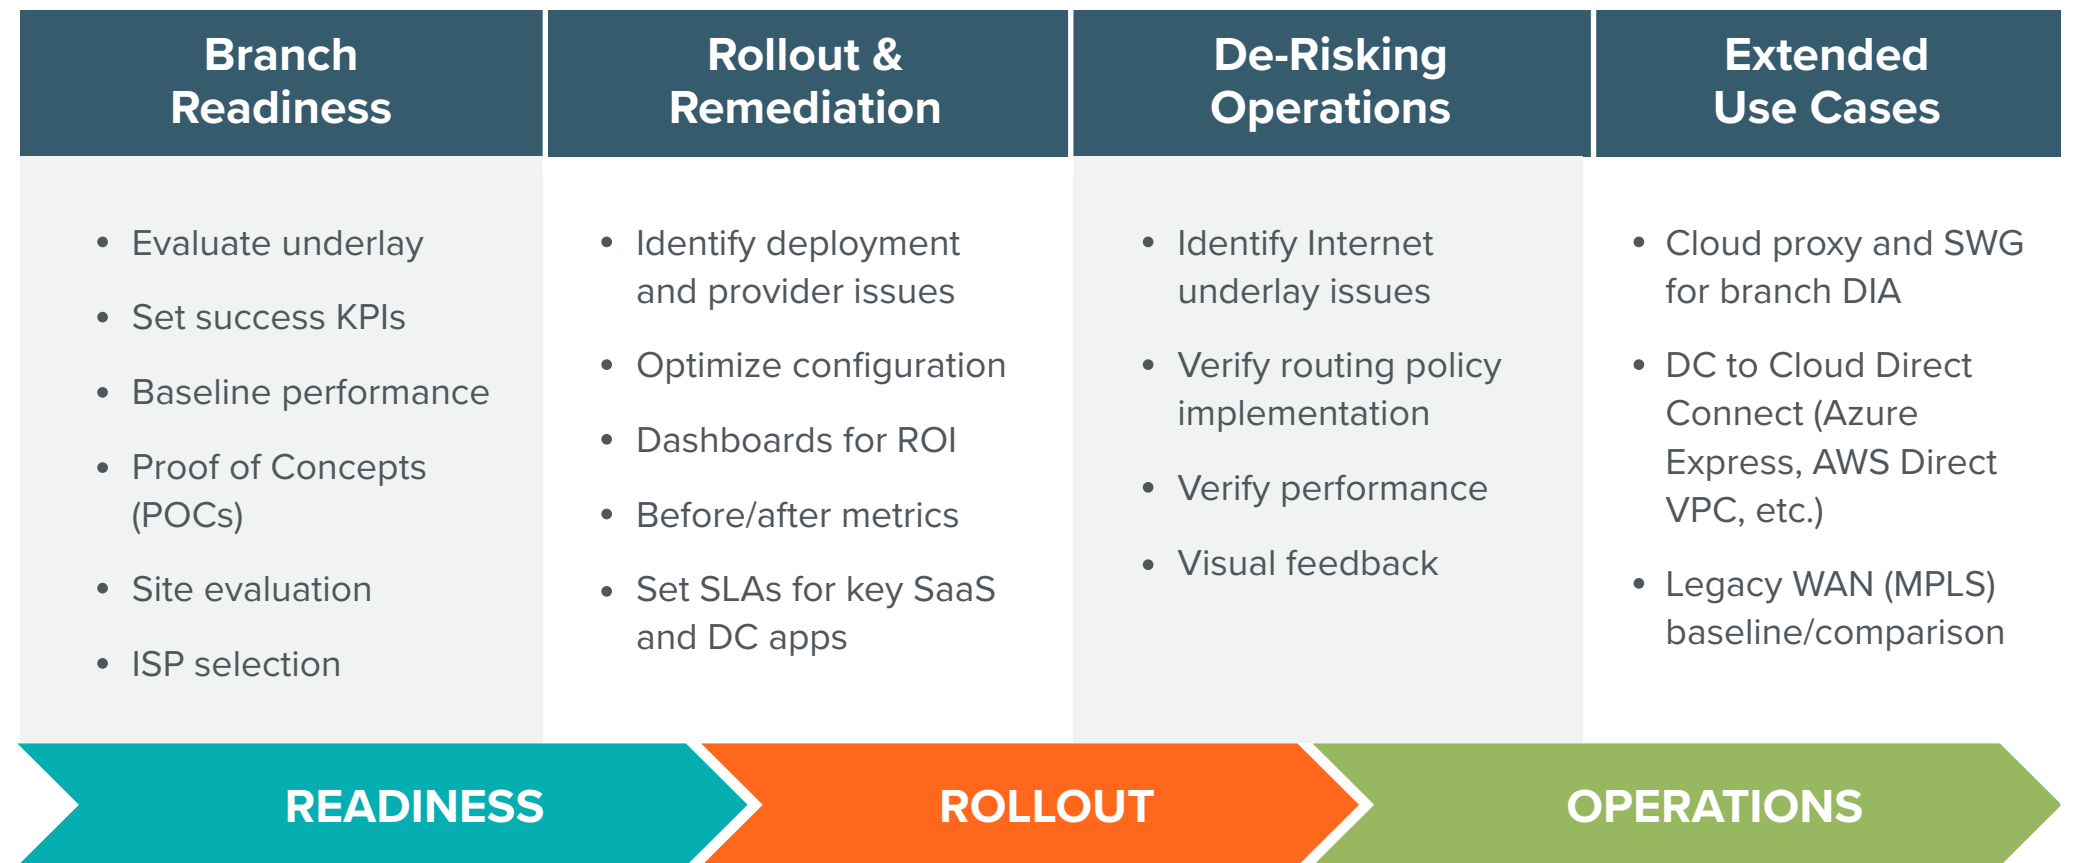 Branch
Readiness
Rollout &
Remediation
De-Risking
Operations
Extended
Use Cases
• Evaluate underlay
• Set success KPIs
• Baseline performance
• Proof of Concepts
(POCs)
• Site evaluation
• ISP selection
• Identify deployment
and provider issues
• Optimize configuration
• Dashboards for ROI
• Before/after metrics
• Set SLAs for key SaaS
and DC apps
• Identify Internet
underlay issues
• Verify routing policy
implementation
• Verify performance
• Visual feedback
• Cloud proxy and SWG
for branch DIA
• DC to Cloud Direct
Connect (Azure
Express, AWS Direct
VPC, etc.)
• Legacy WAN (MPLS)
baseline/comparison
READINESS
ROLLOUT
OPERATIONS